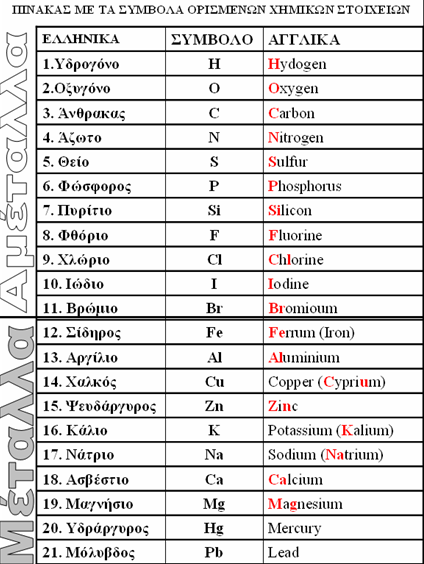 ΠΙΝΑΚΑΣ ΜΕ ΤΑ ΣΥΜΒΟΛΑ ΟΡΙΣΜΕΝΩΝ ΧΗΜΙΚΩΝ ΣΤΟΙΧΕΙΩΝ
ΕΛΛΗΝΙΚΑ ΣΥΜΒΟΛΟ ΑΓΓΛΙΚΑ
Αμέταλλα
1.Υδρογόνο H Hydogen
2.Οξυγόνο O Oxygen
3. Άνθρακας C Carbon
4. Άζωτο N Nitrogen
5. Θείο S Sulfur
6. Φώσφορος P Phosphorus
7. Πυρίτιο Si Silicon
8. Φθόριο F Fluorine
9. Χλώριο Cl Chlorine
10. Ιώδιο I Iodine
11. Βρώμιο Br Bromioum
Μέταλλα
12. Σίδηρος Fe Ferrum (Iron)
13. Αργίλιο Al Aluminium
14. Χαλκός Cu Copper (Cyprium)
15. Ψευδάργυρος Zn Zinc
16. Κάλιο K Potassium (Kalium)
17. Νάτριο Na Sodium (Natrium)
18. Ασβέστιο Ca Calcium
19. Μαγνήσιο Mg Magnesium
20. Υδράργυρος Hg Mercury
21. Μόλυβδος Pb Lead